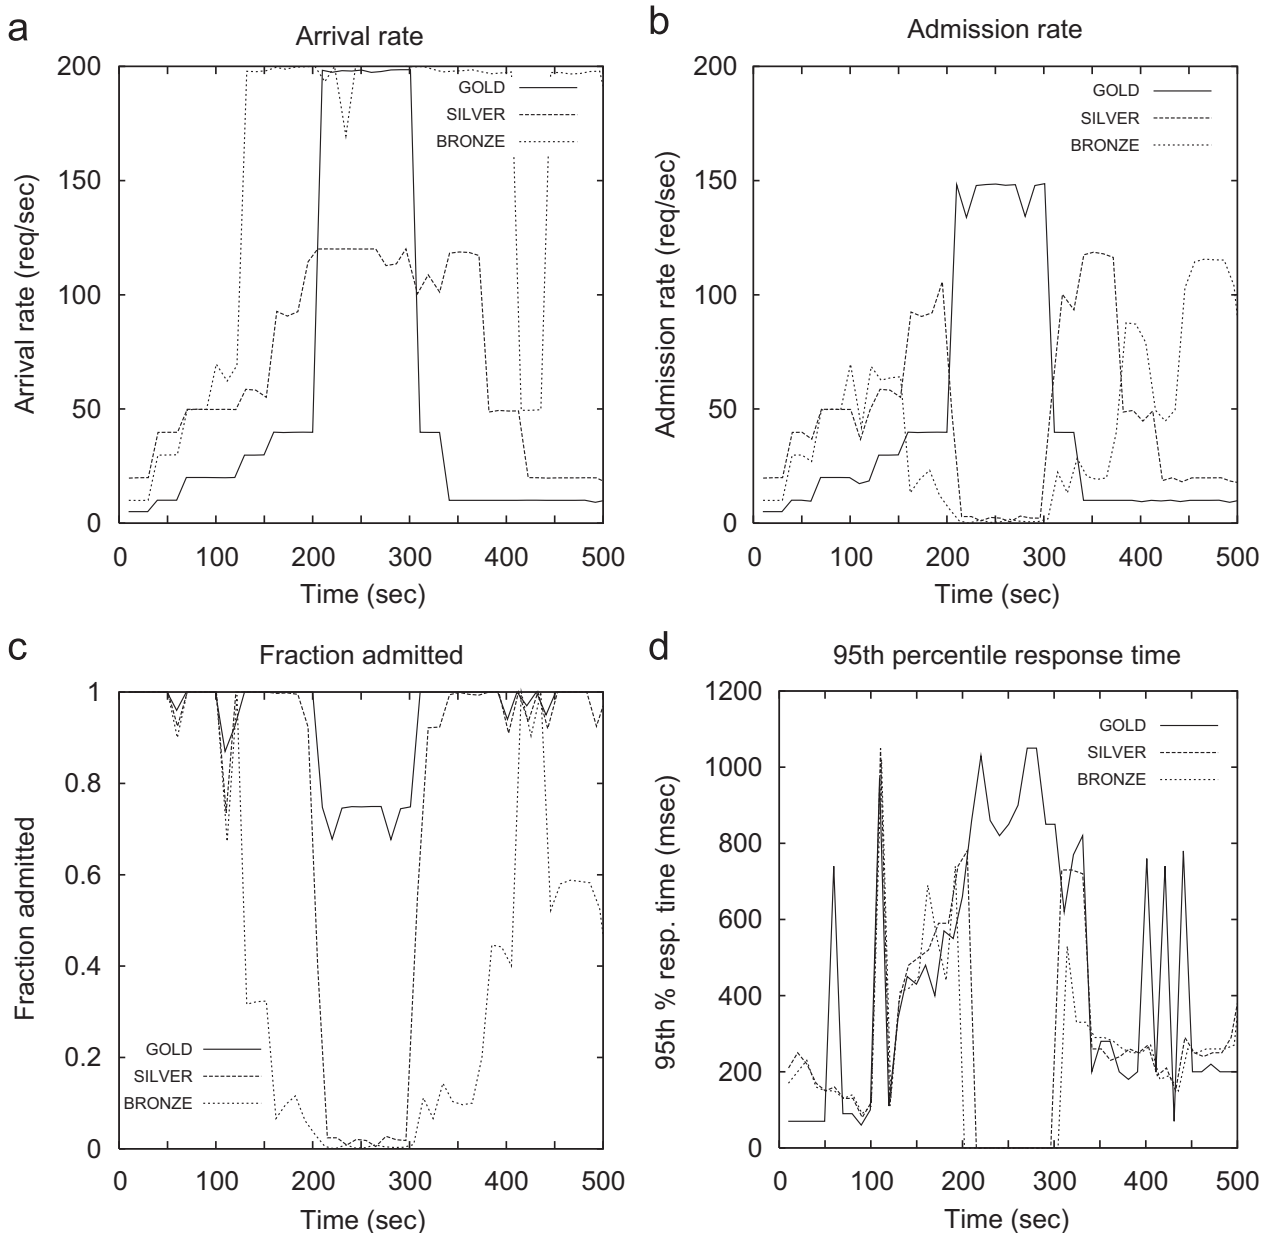 a
Arrival rate
200
150
100
50
0
Arrival rate (req/sec)
GOLD
SILVER
BRONZE
0 100 200 300 400 500
Time (sec)
b
Admission rate
200
150
100
50
0
Admission rate (req/sec)
GOLD
SILVER
BRONZE
0 100 200 300 400 500
Time (sec)
c
Fraction admitted
1
0.8
0.6
0.4
0.2
0
Fraction admitted
GOLD
SILVER
BRONZE
0 100 200 300 400 500
Time (sec)
d
95th percentile response time
1200
1000
800
600
400
200
0
95th % resp. time (msec)
GOLD
SILVER
BRONZE
0 100 200 300 400 500
Time (sec)